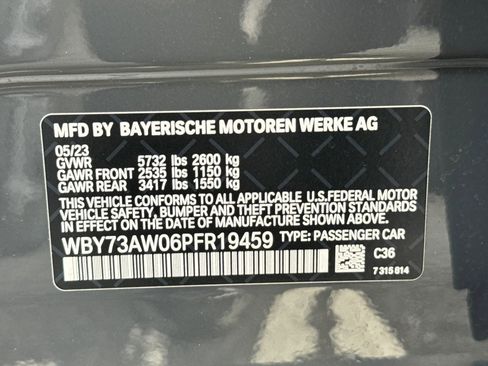 MFD BY BAYERISCHE MOTOREN WERKE AG
05/23
GVWR 5732 lbs 2600 kg
GAWR FRONT 2535 lbs 1150 kg
GAWR REAR 3417 lbs 1550 kg
THIS VEHICLE CONFORMS TO ALL APPLICABLE U.S.FEDERAL MOTOR
VEHICLE SAFETY, BUMPER, AND THEFT PREVENTION STANDARDS
IN EFFECT ON THE DATE OF MANUFACTURE SHOWN ABOVE.
WBY73AW06PFR19459 TYPE: PASSENGER CAR
C36
7 315 814